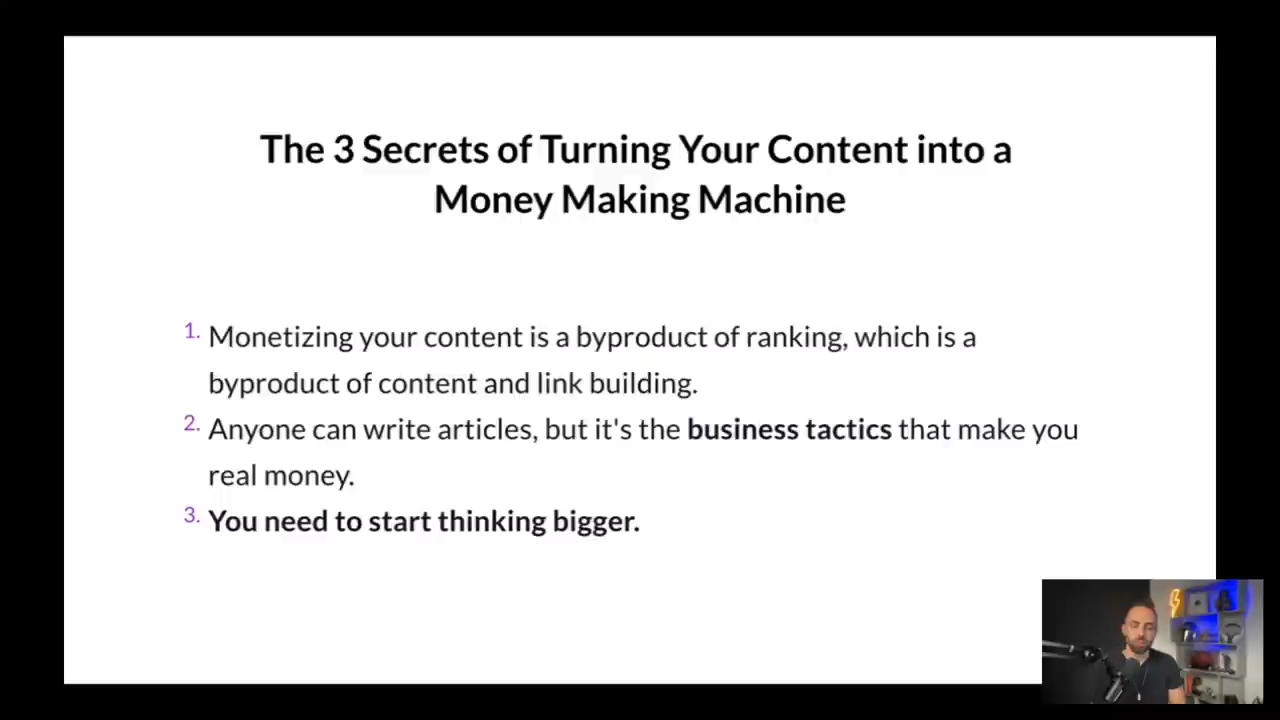 The 3 Secrets of Turning Your Content into a
Money Making Machine
1. Monetizing your content is a byproduct of ranking, which is a
byproduct of content and link building.
2. Anyone can write articles, but it's the business tactics that make you
real money.
3. You need to start thinking bigger.